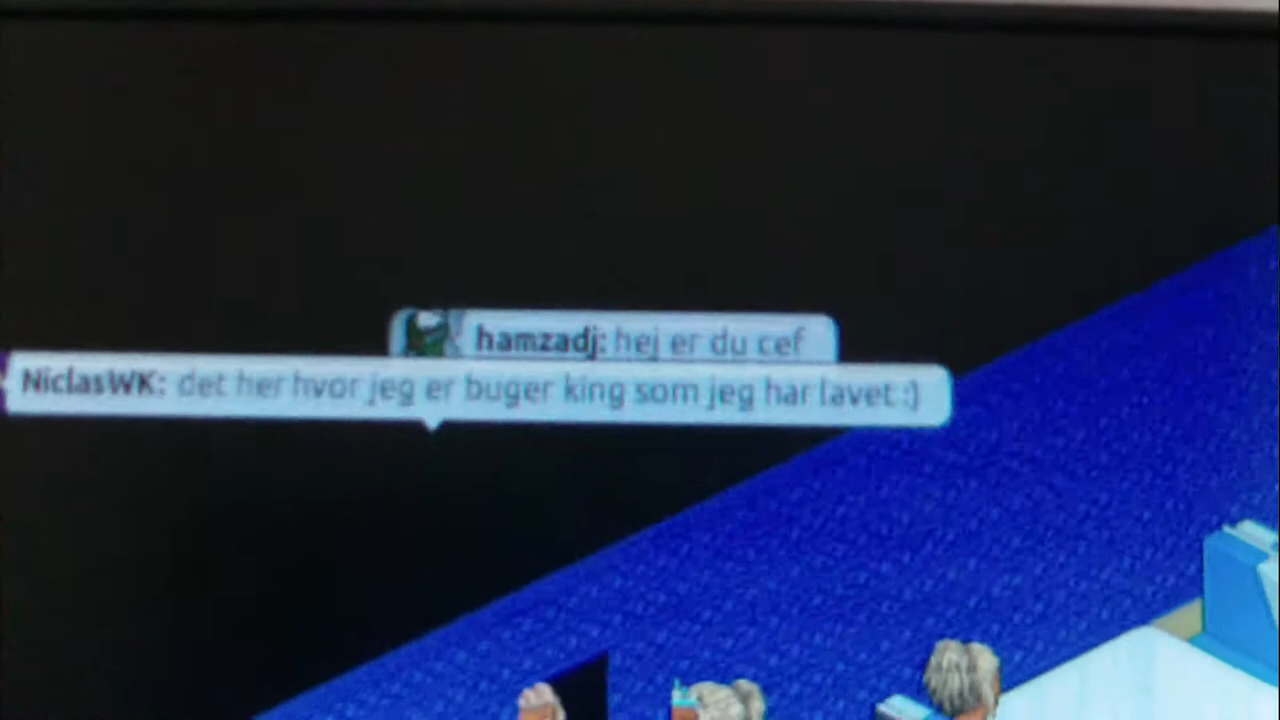 hamzadj: hej er du cef
NiclasWK: det her hvor jeg er buger king som jeg har lavet :)